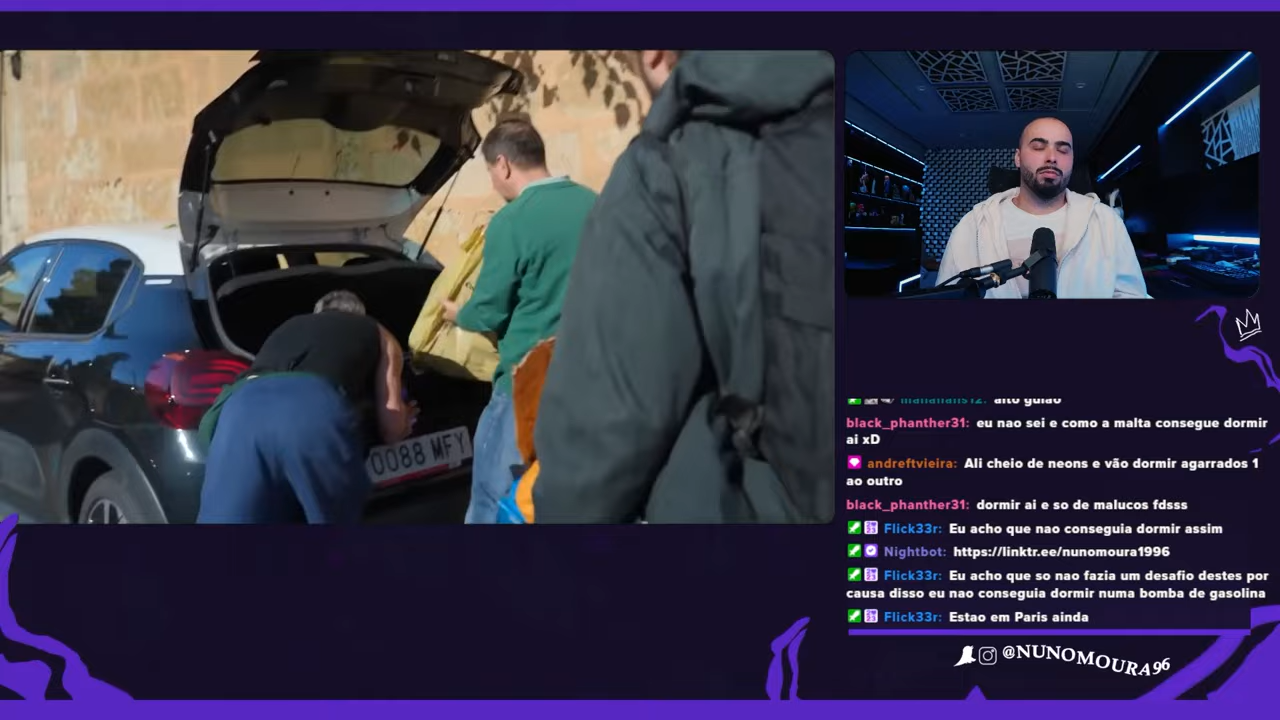 0088 MFY
alto guiao
black_phanther31: eu nao sei e como a malta consegue dormir
ai xD
andreftvieira: Ali cheio de neons e vão dormir agarrados 1
ao outro
black_phanther31: dormir ai e so de malucos fdsss
Flick33r: Eu acho que nao conseguia dormir assim
Nightbot: https://linktr.ee/nunomoura1996
Flick33r: Eu acho que so nao fazia um desafio destes por
causa disso eu nao conseguia dormir numa bomba de gasolina
Flick33r: Estao em Paris ainda
@NUNOMOURA96